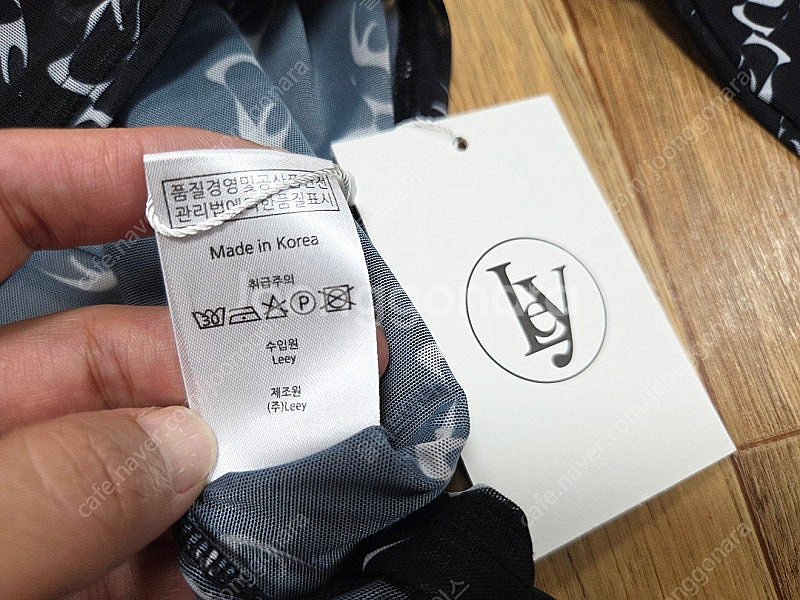 품질경영및공산품안전
관리법에의한품질표시
Made in Korea
취급주의
30
P
수입원
Leey
제조원
(주)Leey
Leey
joonggonara
cafe.naver.com/joonggonara